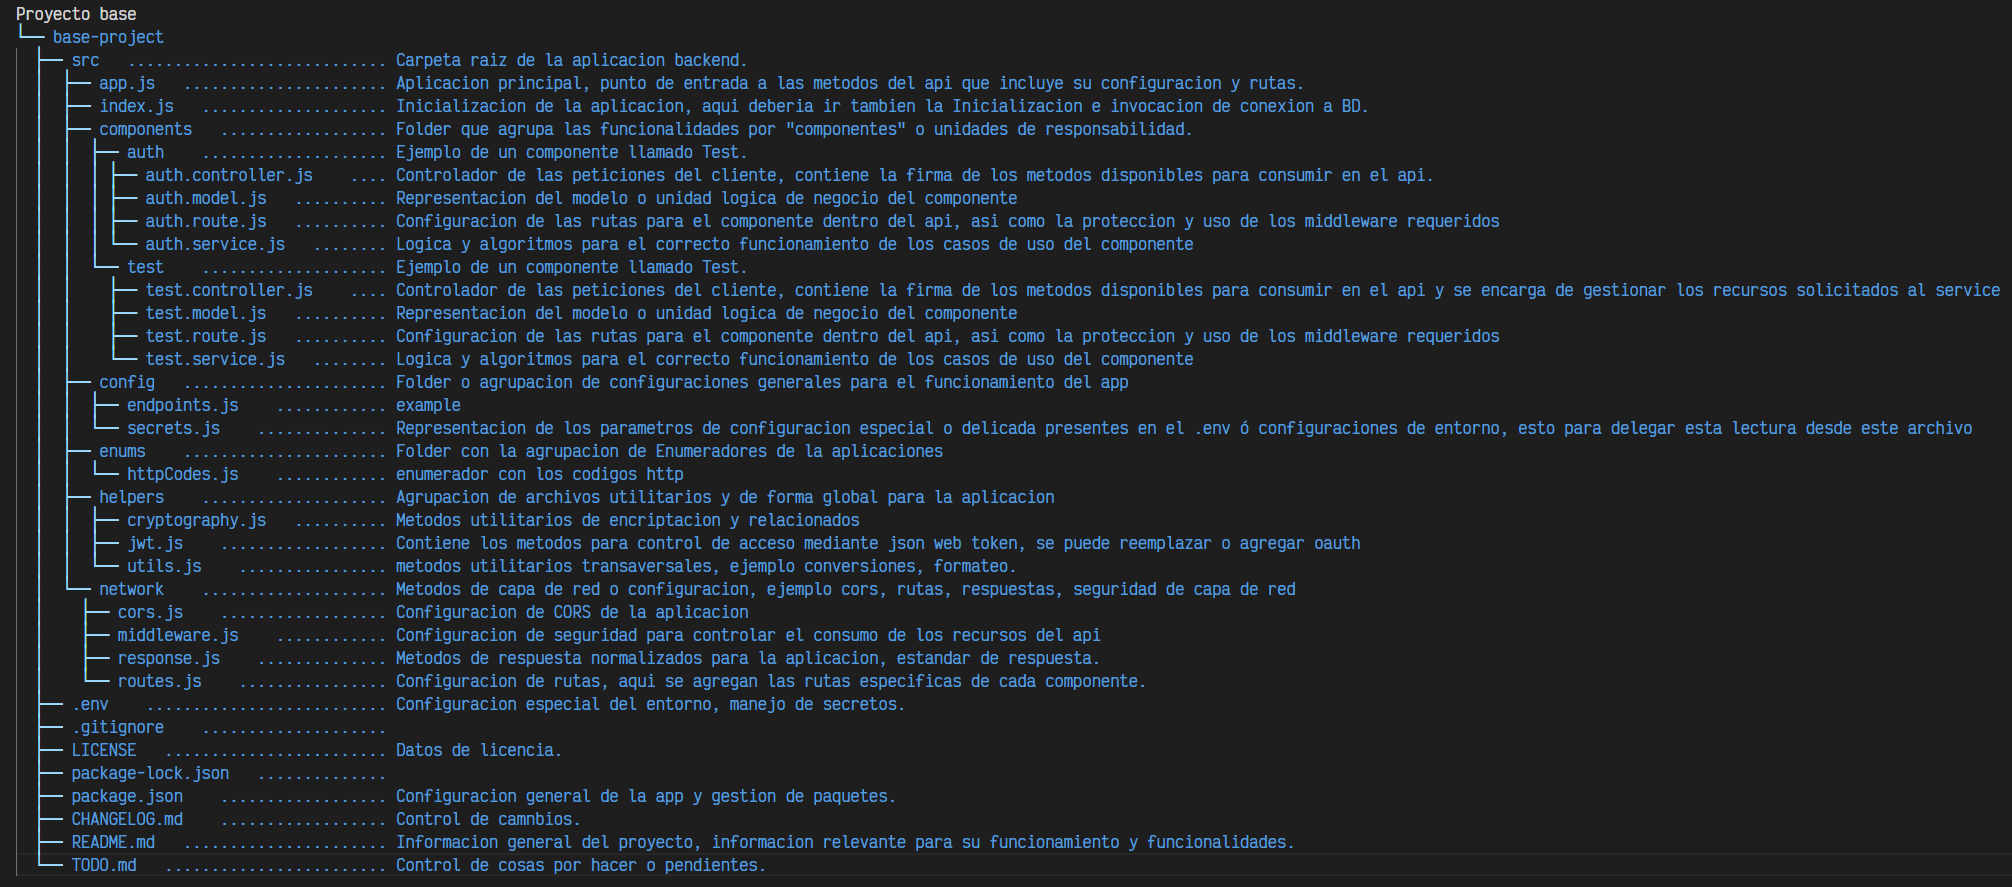 Proyecto base
└── base-project
├── src ............................ Carpeta raiz de la aplicacion backend.
│ ├── app.js ...................... Aplicacion principal, punto de entrada a las metodos del api que incluye su configuracion y rutas.
│ ├── index.js .................... Inicializacion de la aplicacion, aqui deberia ir tambien la Inicializacion e invocacion de conexion a BD.
│ ├── components .................. Folder que agrupa las funcionalidades por "componentes" o unidades de responsabilidad.
│ │ ├── auth .................... Ejemplo de un componente llamado Test.
│ │ │ ├── auth.controller.js .... Controlador de las peticiones del cliente, contiene la firma de los metodos disponibles para consumir en el api.
│ │ │ ├── auth.model.js .......... Representacion del modelo o unidad logica de negocio del componente
│ │ │ ├── auth.route.js .......... Configuracion de las rutas para el componente dentro del api, asi como la proteccion y uso de los middleware requeridos
│ │ │ └── auth.service.js ........ Logica y algoritmos para el correcto funcionamiento de los casos de uso del componente
│ │ └── test .................... Ejemplo de un componente llamado Test.
│ │ ├── test.controller.js .... Controlador de las peticiones del cliente, contiene la firma de los metodos disponibles para consumir en el api y se encarga de gestionar los recursos solicitados al service
│ │ ├── test.model.js .......... Representacion del modelo o unidad logica de negocio del componente
│ │ ├── test.route.js .......... Configuracion de las rutas para el componente dentro del api, asi como la proteccion y uso de los middleware requeridos
│ │ └── test.service.js ........ Logica y algoritmos para el correcto funcionamiento de los casos de uso del componente
│ ├── config ...................... Folder o agrupacion de configuraciones generales para el funcionamiento del app
│ │ ├── endpoints.js ............ example
│ │ └── secrets.js .............. Representacion de los parametros de configuracion especial o delicada presentes en el .env ó configuraciones de entorno, esto para delegar esta lectura desde este archivo
│ ├── enums ...................... Folder con la agrupacion de Enumeradores de la aplicaciones
│ │ └── httpCodes.js ............ enumerador con los codigos http
│ ├── helpers .................... Agrupacion de archivos utilitarios y de forma global para la aplicacion
│ │ ├── cryptography.js .......... Metodos utilitarios de encriptacion y relacionados
│ │ ├── jwt.js .................. Contiene los metodos para control de acceso mediante json web token, se puede reemplazar o agregar oauth
│ │ └── utils.js ................ metodos utilitarios transaversales, ejemplo conversiones, formateo.
│ └── network .................... Metodos de capa de red o configuracion, ejemplo cors, rutas, respuestas, seguridad de capa de red
│ ├── cors.js .................. Configuracion de CORS de la aplicacion
│ ├── middleware.js ............ Configuracion de seguridad para controlar el consumo de los recursos del api
│ ├── response.js .............. Metodos de respuesta normalizados para la aplicacion, estandar de respuesta.
│ └── routes.js ................ Configuracion de rutas, aqui se agregan las rutas especificas de cada componente.
├── .env .......................... Configuracion especial del entorno, manejo de secretos.
├── .gitignore ....................
├── LICENSE ........................ Datos de licencia.
├── package-lock.json ..............
├── package.json .................. Configuracion general de la app y gestion de paquetes.
├── CHANGELOG.md .................. Control de camnbios.
├── README.md ...................... Informacion general del proyecto, informacion relevante para su funcionamiento y funcionalidades.
└── TODO.md ........................ Control de cosas por hacer o pendientes.